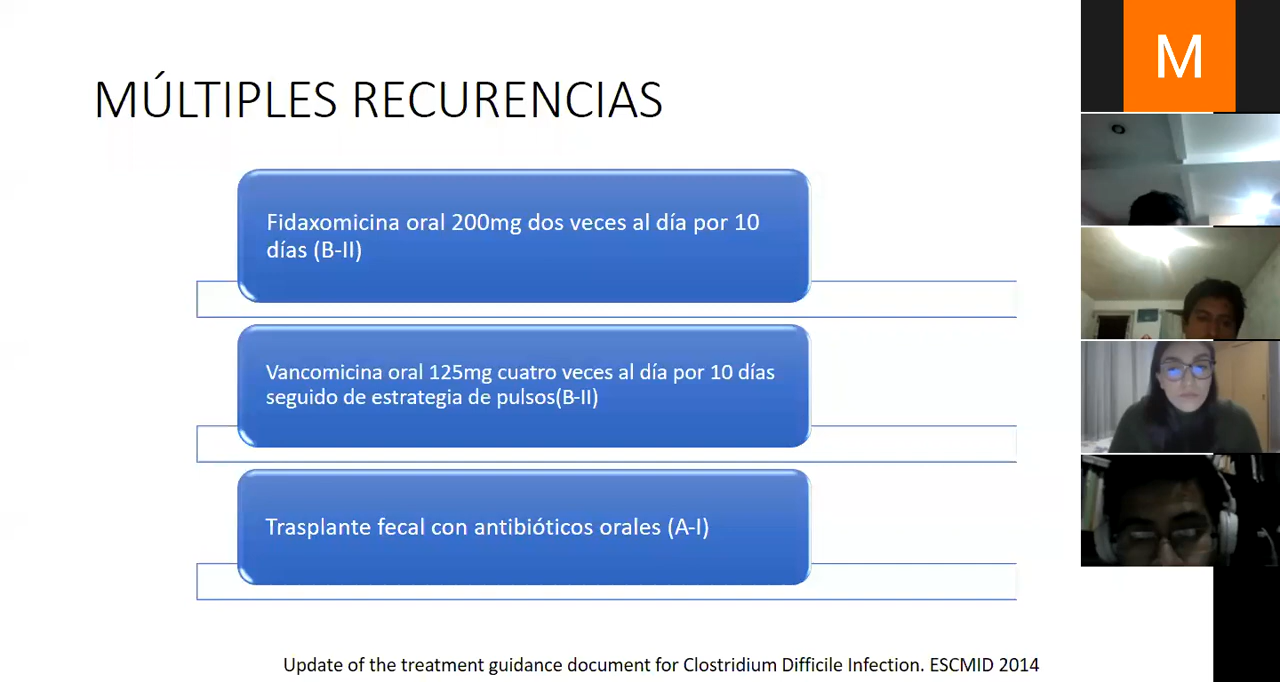 MÚLTIPLES RECURENCIAS
Fidaxomicina oral 200mg dos veces al día por 10
días (B-II)
Vancomicina oral 125mg cuatro veces al día por 10 días
seguido de estrategia de pulsos(B-II)
Trasplante fecal con antibióticos orales (A-I)
Update of the treatment guidance document for Clostridium Difficile Infection. ESCMID 2014
M